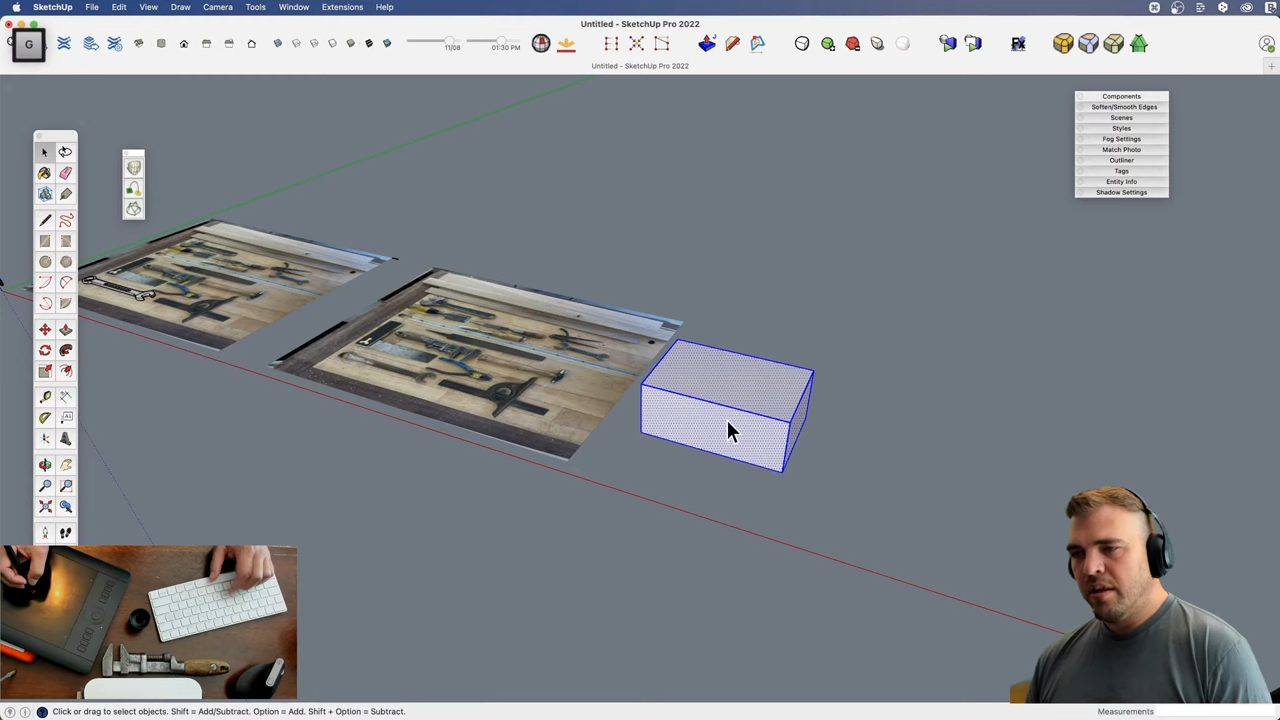 SketchUp File Edit View Draw Camera Tools Window Extensions Help
Untitled - SketchUp Pro 2022
G
11/08
01:30 PM
Untitled - SketchUp Pro 2022
Components
Soften/Smooth Edges
Scenes
Styles
Fog Settings
Match Photo
Outliner
Tags
Entity Info
Shadow Settings
Click or drag to select objects. Shift = Add/Subtract. Option = Add. Shift + Option = Subtract.
Measurements